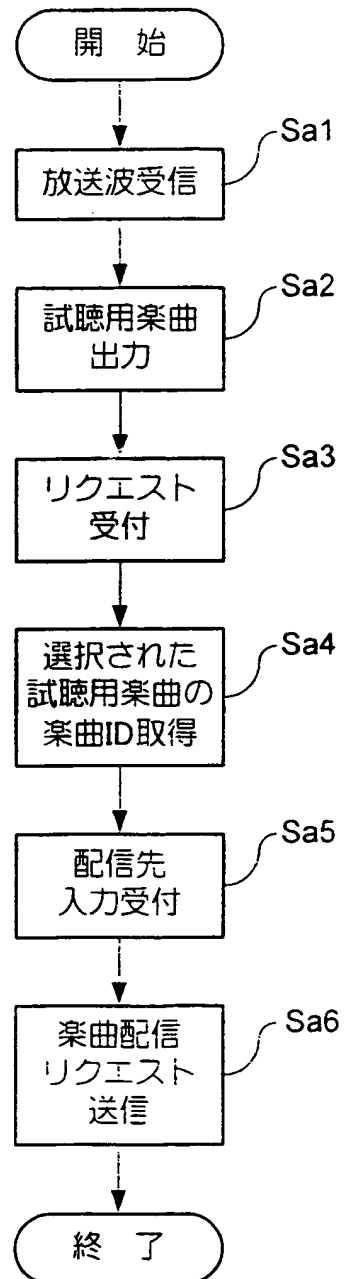 開 始
Sa1
放送波受信
Sa2
試聴用楽曲
出力
Sa3
リクエスト
受付
Sa4
選択された
試聴用楽曲の
楽曲ID取得
Sa5
配信先
入力受付
Sa6
楽曲配信
リクエスト
送信
終 了